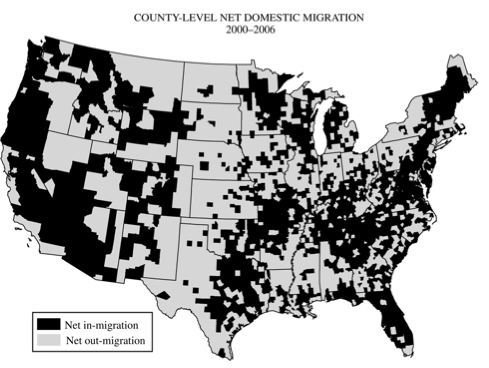 COUNTY-LEVEL NET DOMESTIC MIGRATION
2000–2006
Net in-migration
Net out-migration